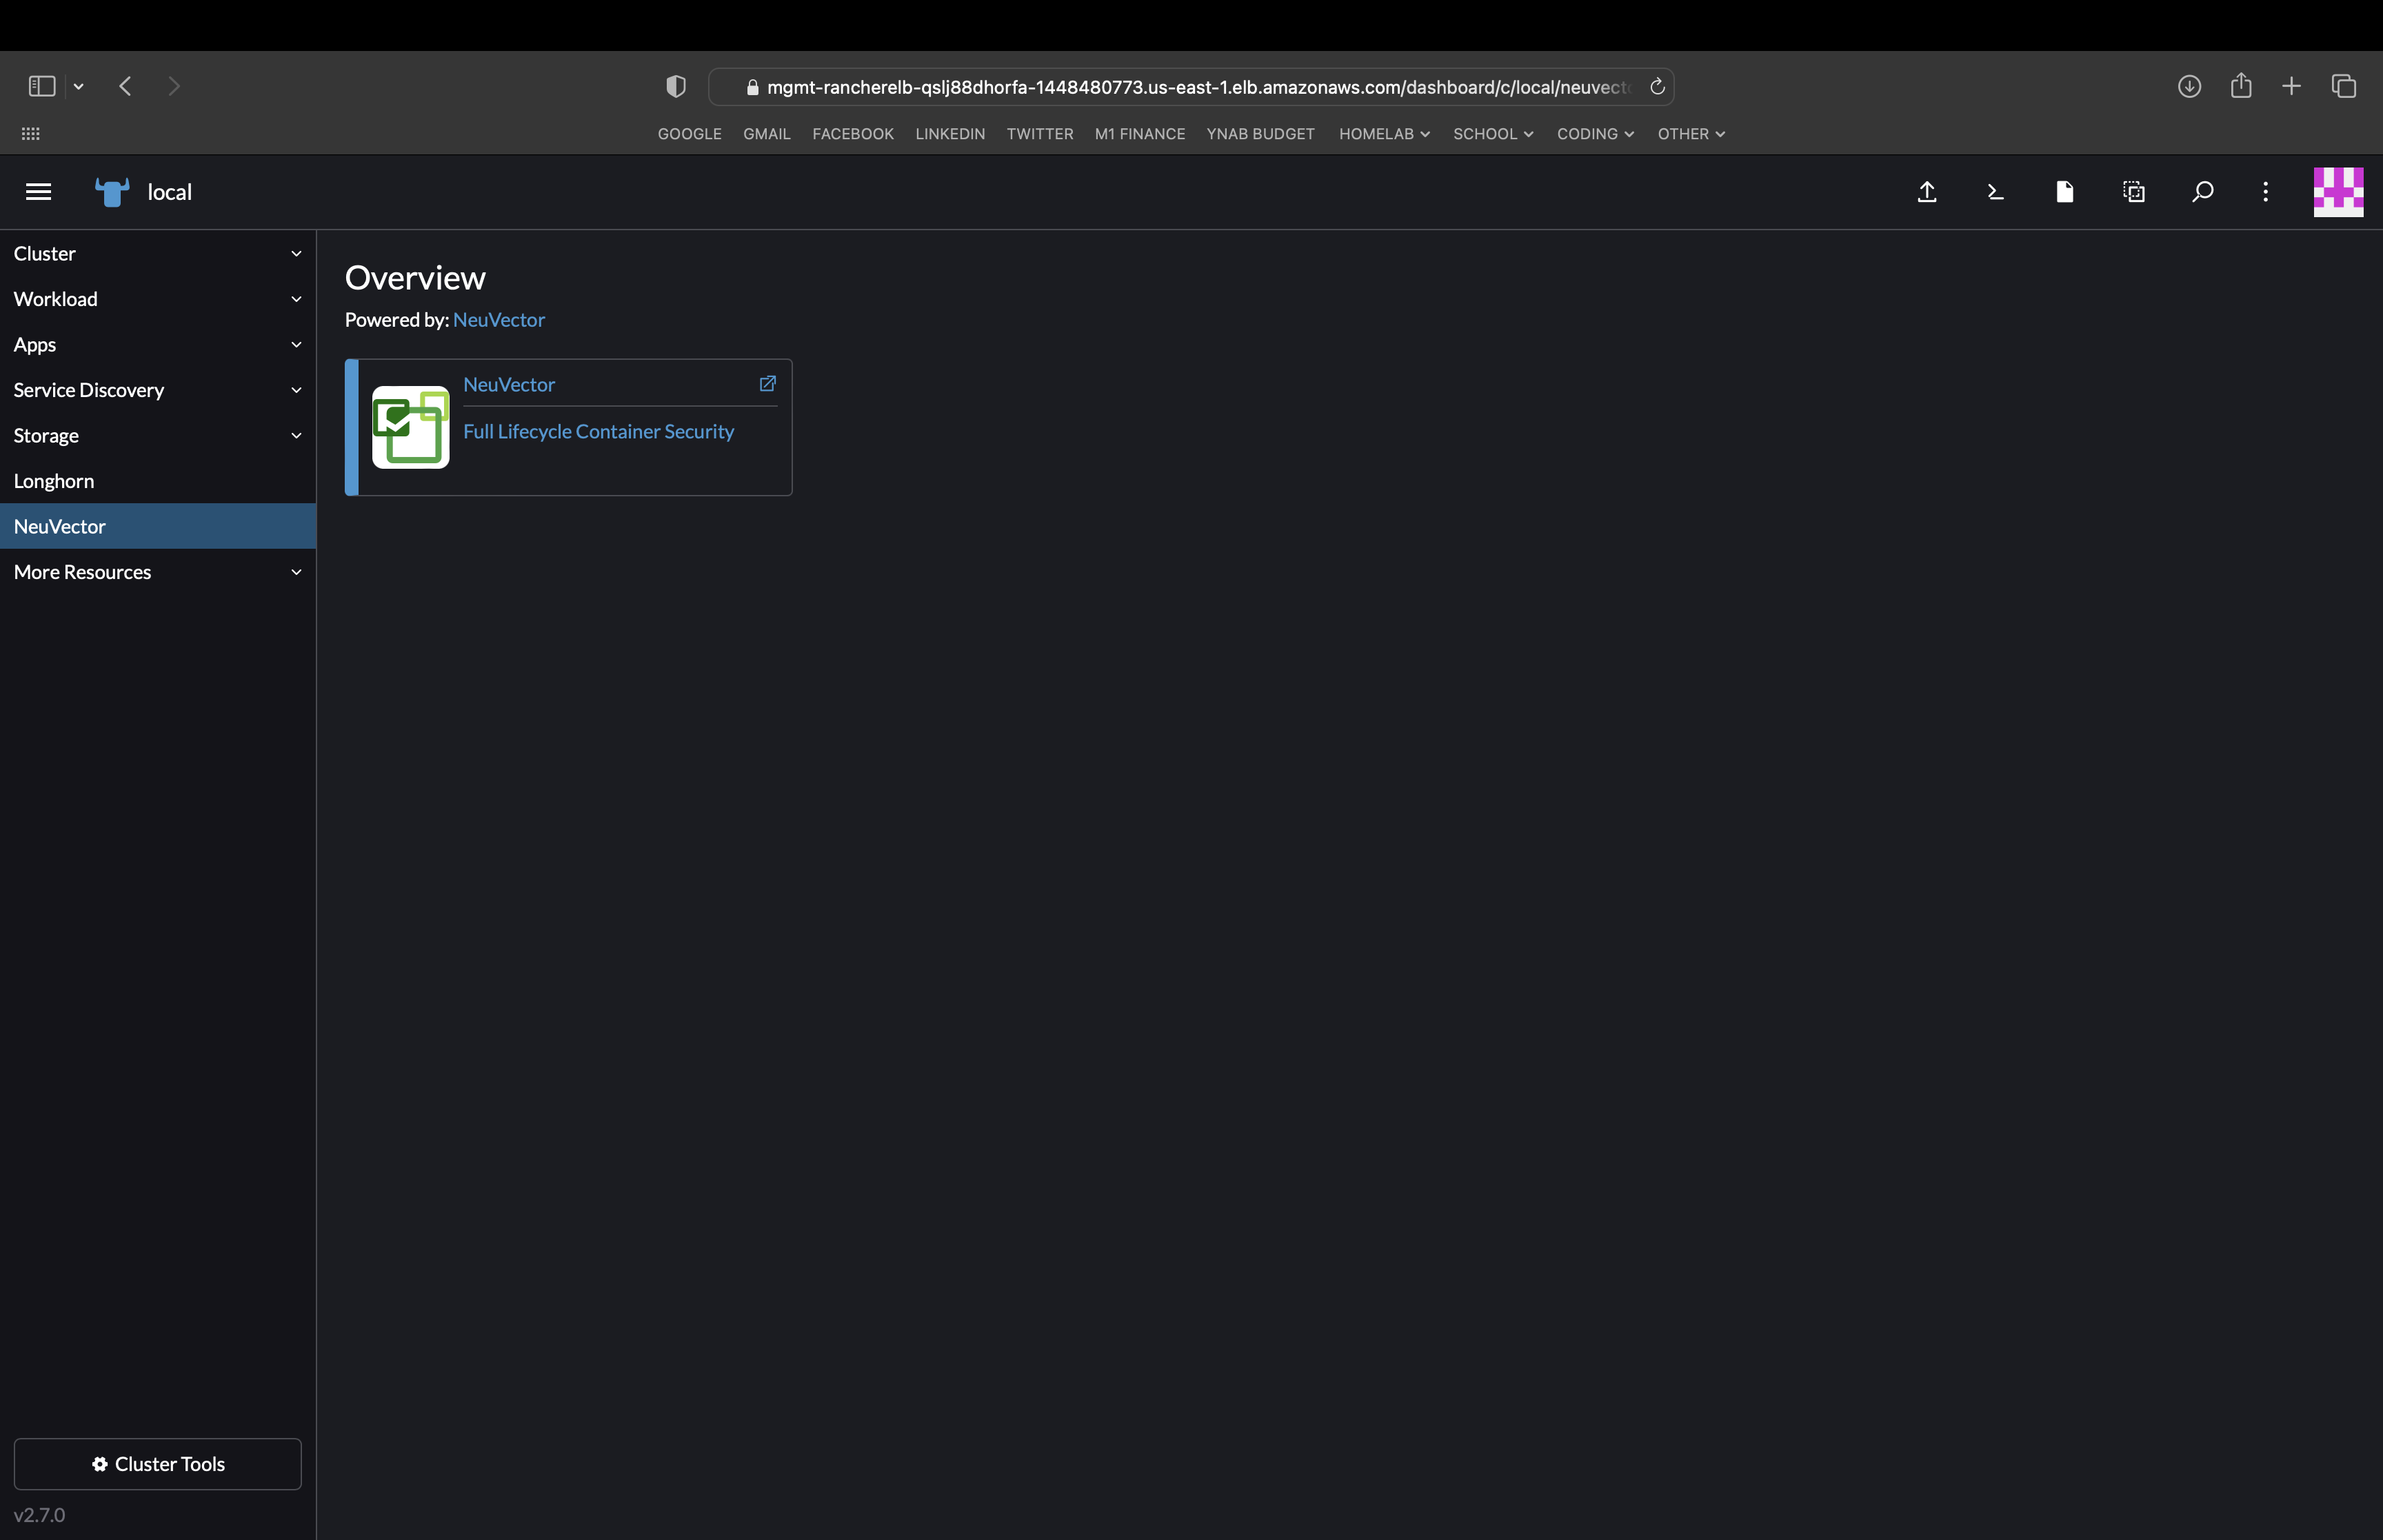 mgmt-rancherelb-qslj88dhorfa-1448480773.us-east-1.elb.amazonaws.com/dashboard/c/local/neuvect
GOOGLE GMAIL FACEBOOK LINKEDIN TWITTER M1 FINANCE YNAB BUDGET HOMELAB SCHOOL CODING OTHER
local
Cluster
Workload
Apps
Service Discovery
Storage
Longhorn
NeuVector
More Resources
Overview
Powered by: NeuVector
NeuVector
Full Lifecycle Container Security
Cluster Tools
v2.7.0